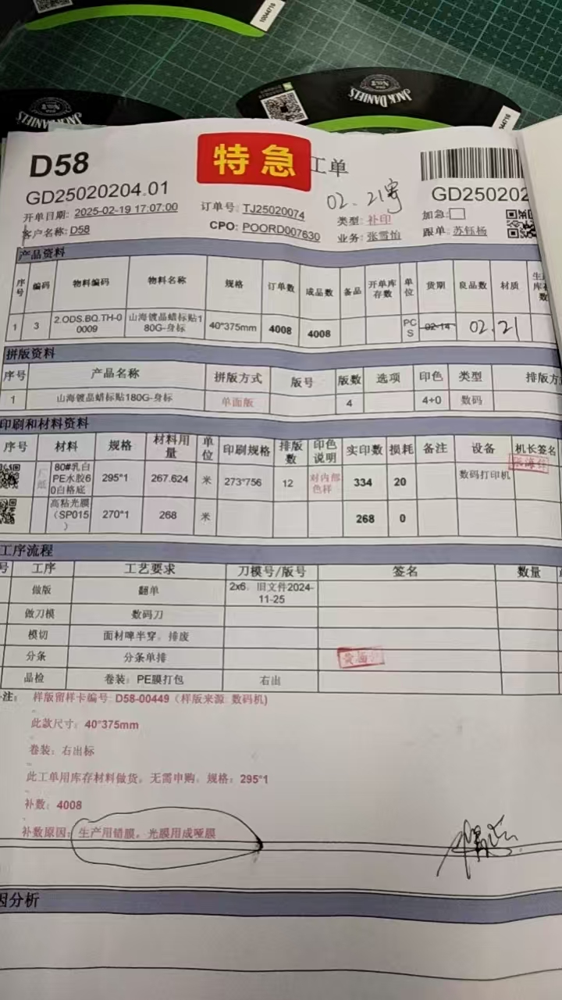 10044716
JACK DANIEL'S
JACK DANIEL'S
44716
D58
特急
工单
GD25020204.01
02.21寄
GD250202
开单日期: 2025-02-19 17:07:00
订单号: TJ25020074
类型: 补印
加急:
客户名称: D58
CPO: POORD007630
业务: 张雪怡
跟单: 苏钰杨
产品资料
序号 编码 物料编码 物料名称 规格 订单数 成品数 备品 开单库存数 单位 货期 良品数 材质
1 3 2.ODS.BQ.TH-00009 山海镀晶蜡标贴180G-身标 40*375mm 4008 4008 PCS 02-14 02.21
拼版资料
序号 产品名称 拼版方式 版号 版数 选项 印色 类型 排版方
1 山海镀晶蜡标贴180G-身标 单面版 4 4+0 数码
印刷和材料资料
序号 材料 规格 材料用量 单位 印刷规格 排版数 印色说明 实印数 损耗 备注 设备 机长签名
80#乳白PE水胶60白格底 295*1 267.624 米 273*756 12 对内部色样 334 20 数码打印机
高粘光膜（SP015） 270*1 268 米 268 0
工序流程
号 工序 工艺要求 刀模号/版号 签名 数量
做版 翻单 2x6，旧文件2024-11-25
做刀模 数码刀
模切 面材啤半穿，排废
分条 分条单排
品检 卷装：PE膜打包 右出
注： 样版留样卡编号: D58-00449 (样版来源: 数码机)
此款尺寸：40*375mm
卷装：右出标
此工单用库存材料做货，无需申购，规格：295*1
补数：4008
补数原因：生产用错膜，光膜用成哑膜
因分析